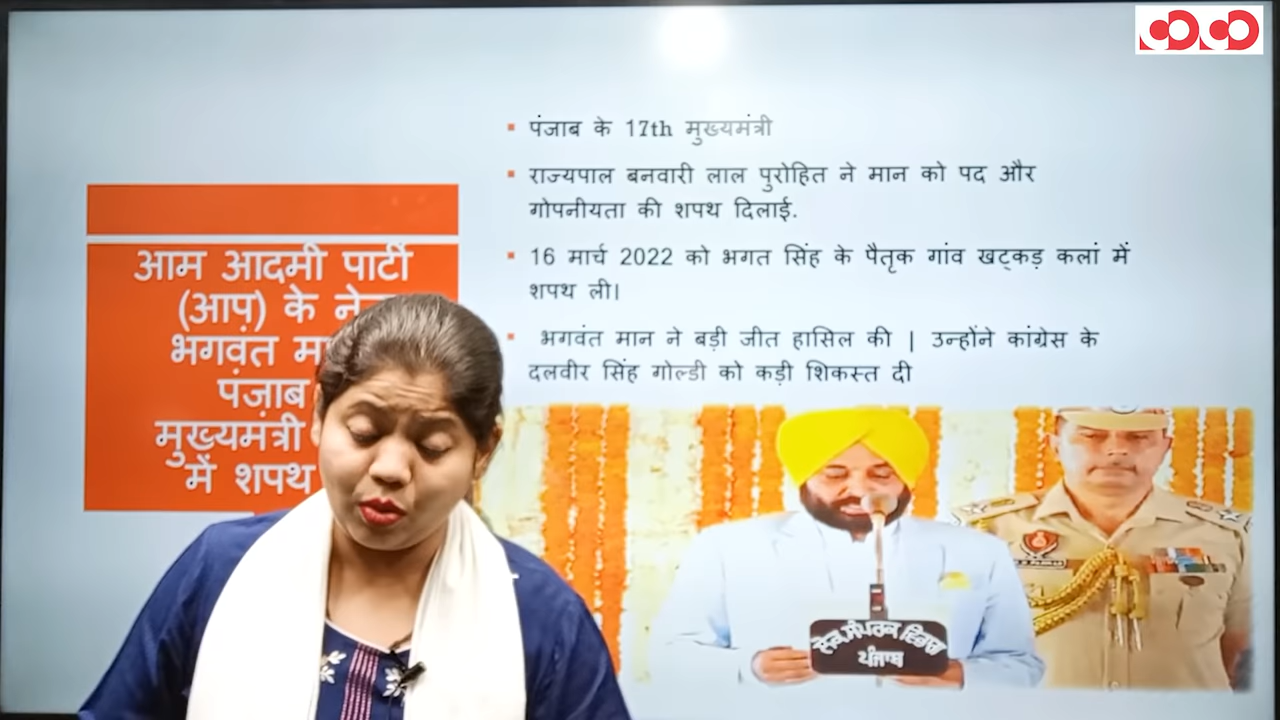 आम आदमी पार्टी
(आप) के
भगवंत
पंजाब
मुख्यमंत्री
में शपथ
पंजाब के 17th मुख्यमंत्री
राज्यपाल बनवारी लाल पुरोहित ने मान को पद और
गोपनीयता की शपथ दिलाई.
16 मार्च 2022 को भगत सिंह के पैतृक गांव खट्कड़ कलां में
शपथ ली।
भगवंत मान ने बड़ी जीत हासिल की | उन्होंने कांग्रेस के
दलवीर सिंह गोल्डी को कड़ी शिकस्त दी
ਲੋਕ ਸੰਪਰਕ ਵਿਭਾਗ
ਪੰਜਾਬ